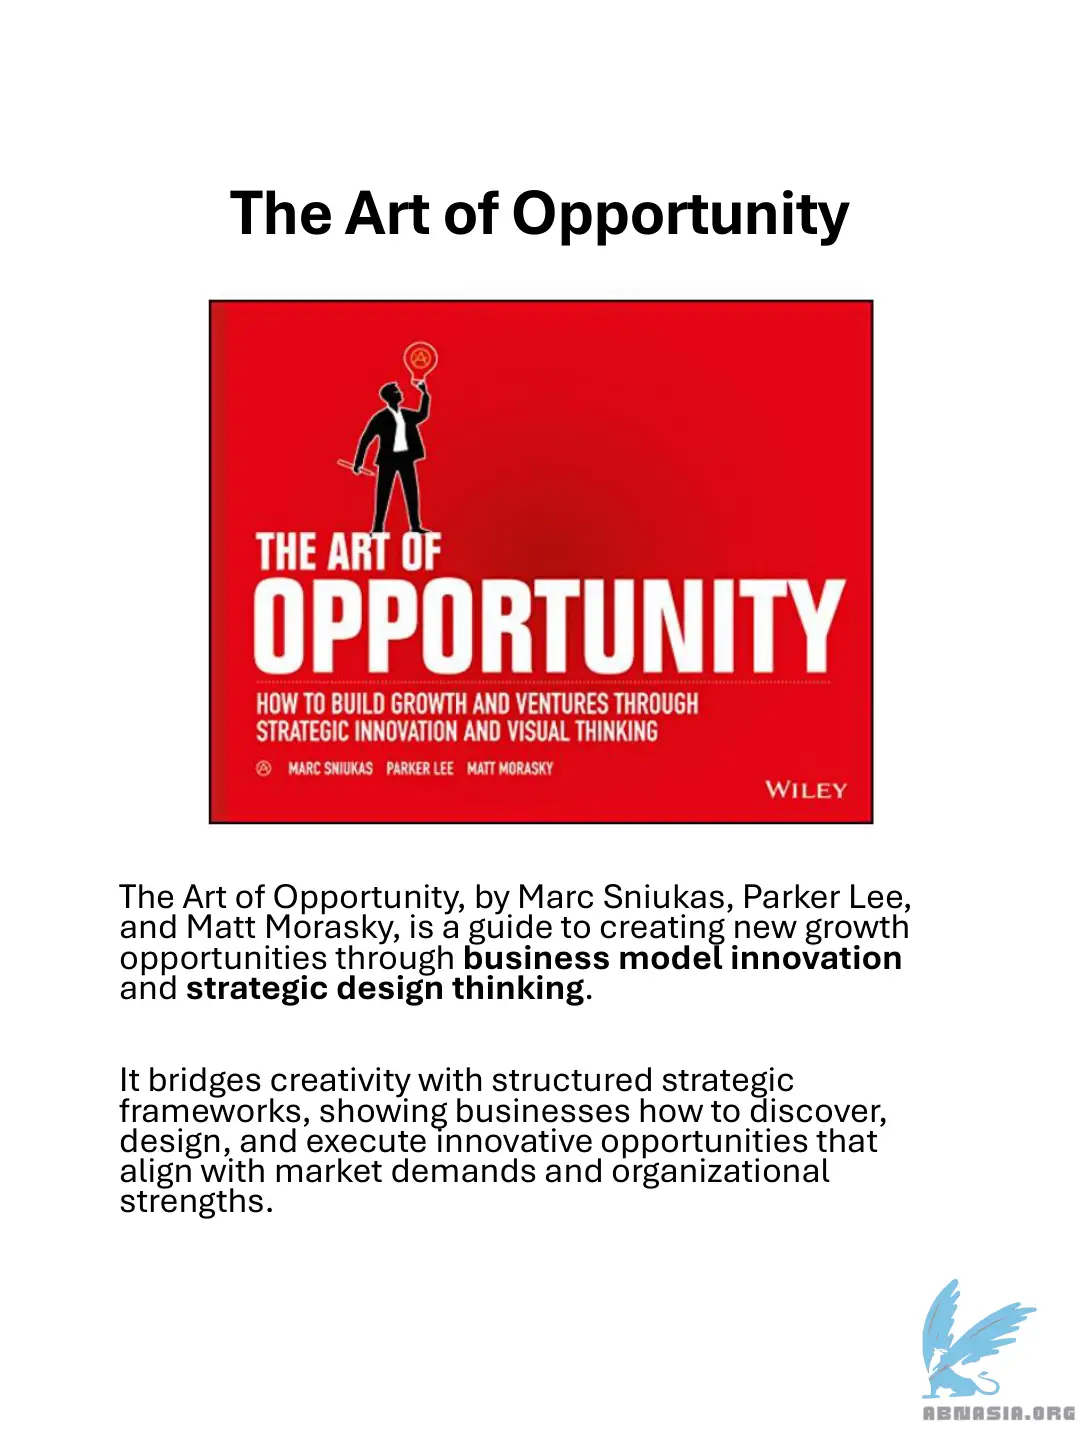 The Art of Opportunity
THE ART OF
OPPORTUNITY
HOW TO BUILD GROWTH AND VENTURES THROUGH
STRATEGIC INNOVATION AND VISUAL THINKING
MARC SNIUKAS PARKER LEE MATT MORASKY
WILEY
The Art of Opportunity, by Marc Sniukas, Parker Lee,
and Matt Morasky, is a guide to creating new growth
opportunities through business model innovation
and strategic design thinking.
It bridges creativity with structured strategic
frameworks, showing businesses how to discover,
design, and execute innovative opportunities that
align with market demands and organizational
strengths.
ABNASIA.ORG